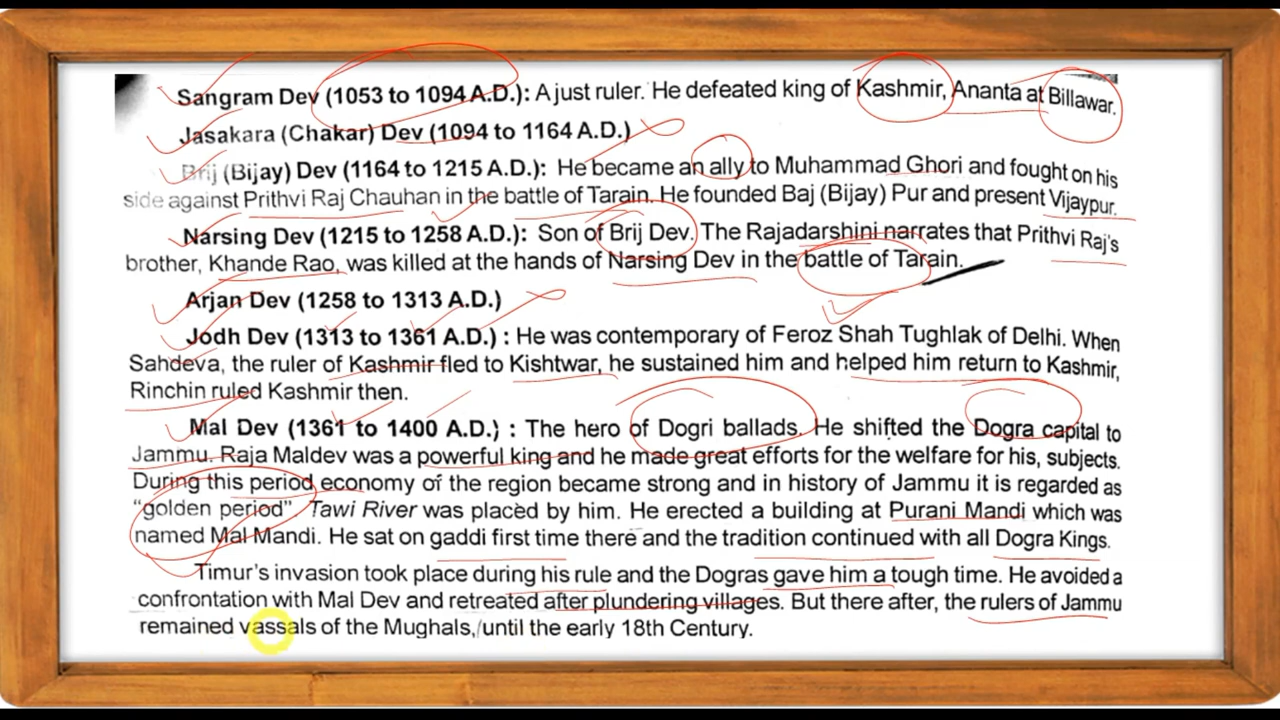 Sangram Dev (1053 to 1094 A.D.): A just ruler. He defeated king of Kashmir, Ananta at Billawar.
Jasakara (Chakar) Dev (1094 to 1164 A.D.)
Brij (Bijay) Dev (1164 to 1215 A.D.): He became an ally to Muhammad Ghori and fought on his
side against Prithvi Raj Chauhan in the battle of Tarain. He founded Baj (Bijay) Pur and present Vijaypur.
Narsing Dev (1215 to 1258 A.D.): Son of Brij Dev. The Rajadarshini narrates that Prithvi Raj's
brother, Khande Rao, was killed at the hands of Narsing Dev in the battle of Tarain.
Arjan Dev (1258 to 1313 A.D.)
Jodh Dev (1313 to 1361 A.D.) : He was contemporary of Feroz Shah Tughlak of Delhi. When
Sahdeva, the ruler of Kashmir fled to Kishtwar, he sustained him and helped him return to Kashmir,
Rinchin ruled Kashmir then.
Mal Dev (1361 to 1400 A.D.) : The hero of Dogri ballads. He shifted the Dogra capital to
Jammu. Raja Maldev was a powerful king and he made great efforts for the welfare for his, subjects.
During this period economy of the region became strong and in history of Jammu it is regarded as
"golden period". Tawi River was placed by him. He erected a building at Purani Mandi which was
named Mal Mandi. He sat on gaddi first time there and the tradition continued with all Dogra Kings.
Timur's invasion took place during his rule and the Dogras gave him a tough time. He avoided a
confrontation with Mal Dev and retreated after plundering villages. But there after, the rulers of Jammu
remained vassals of the Mughals, until the early 18th Century.